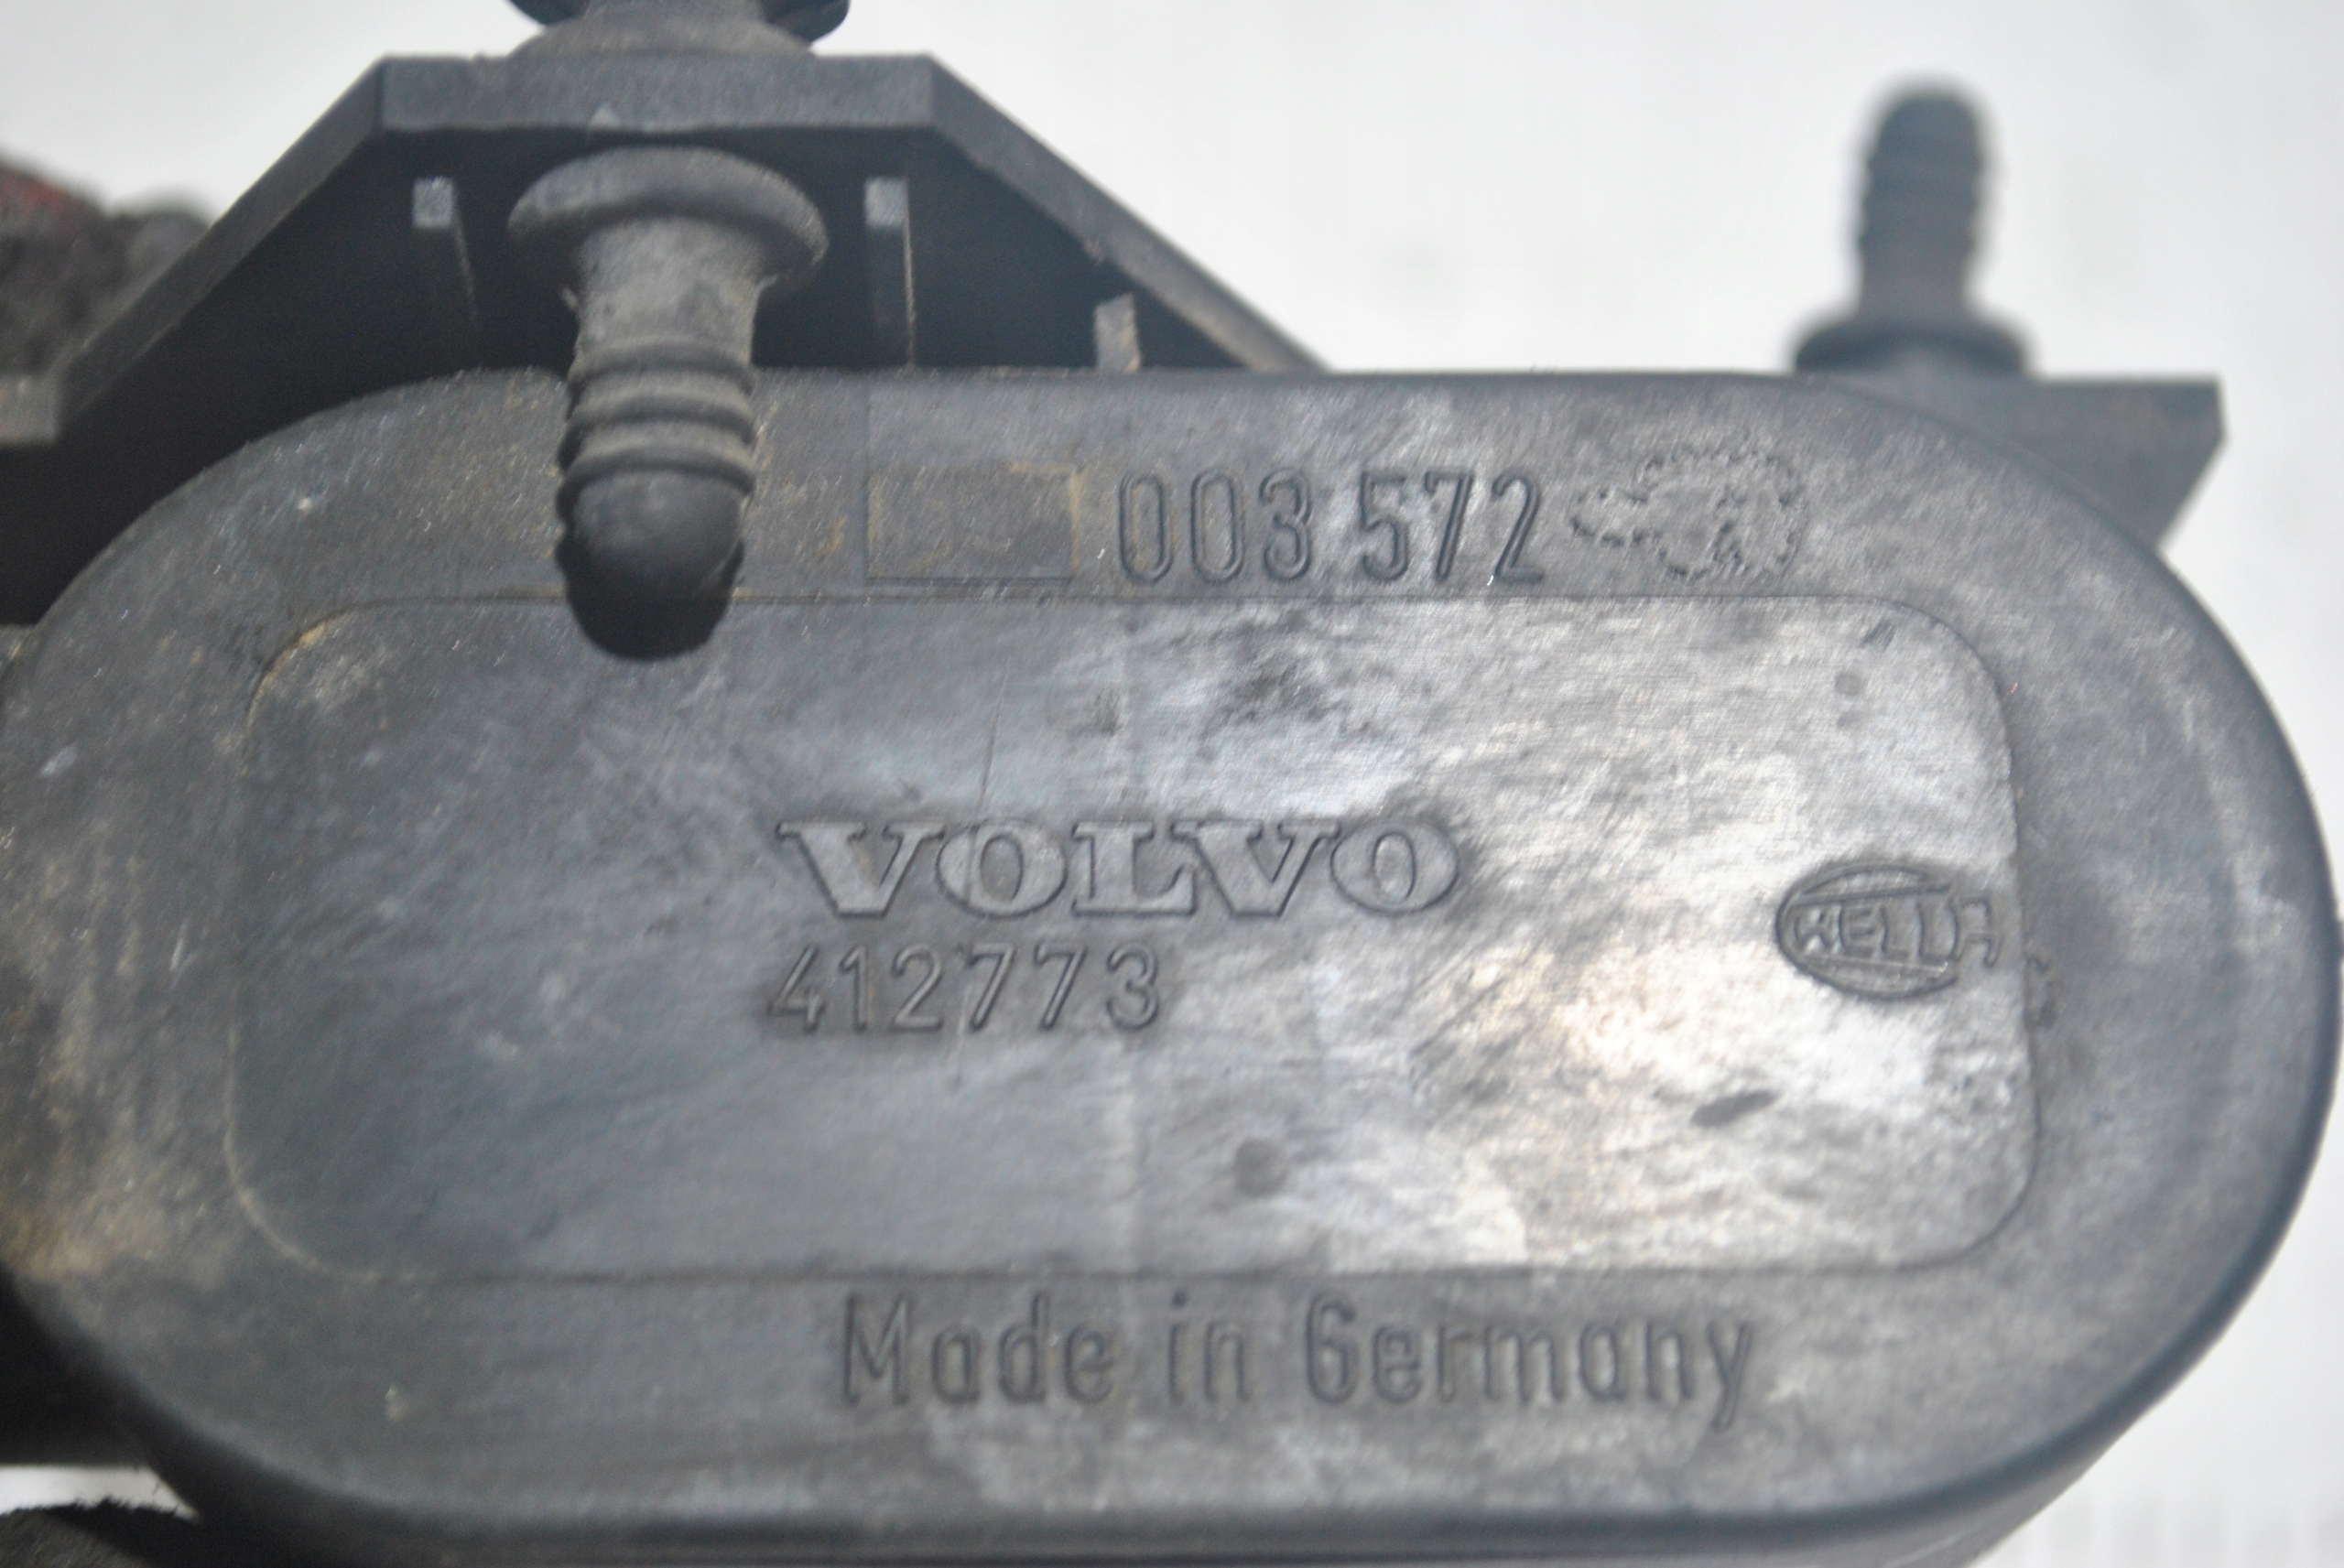 003 572
VOLVO
412773
HELLA
Made in Germany